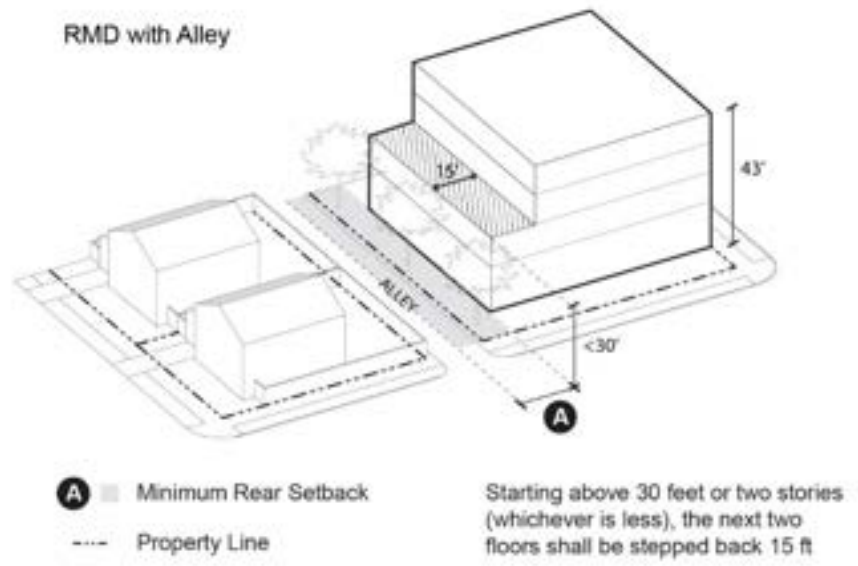 RMD with Alley
15'
43'
ALLEY
<30'
A
A Minimum Rear Setback
Property Line
Starting above 30 feet or two stories
(whichever is less), the next two
floors shall be stepped back 15 ft